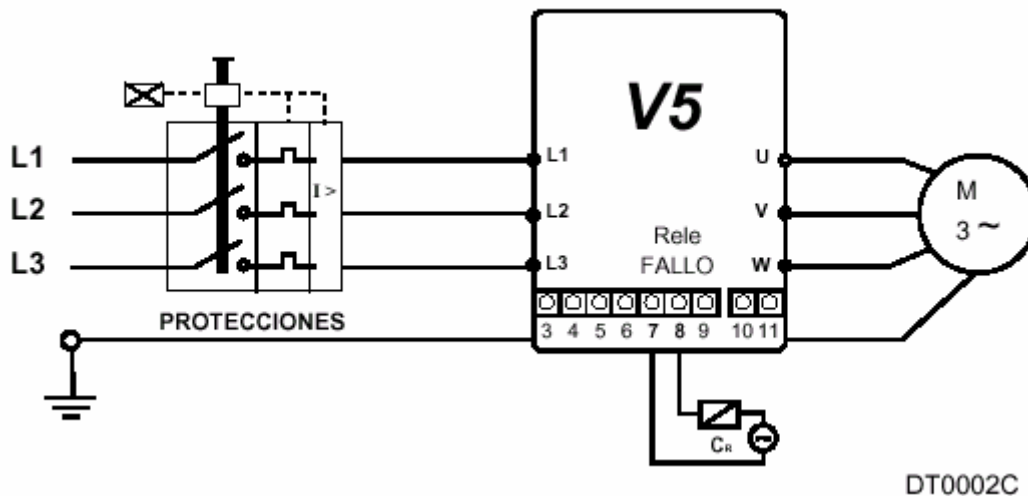 V5
L1 L1 U M
I >
L2 L2 V 3 ~
Rele
L3 L3 FALLO W
PROTECCIONES
3 4 5 6 7 8 9 10 11
CR
DT0002C